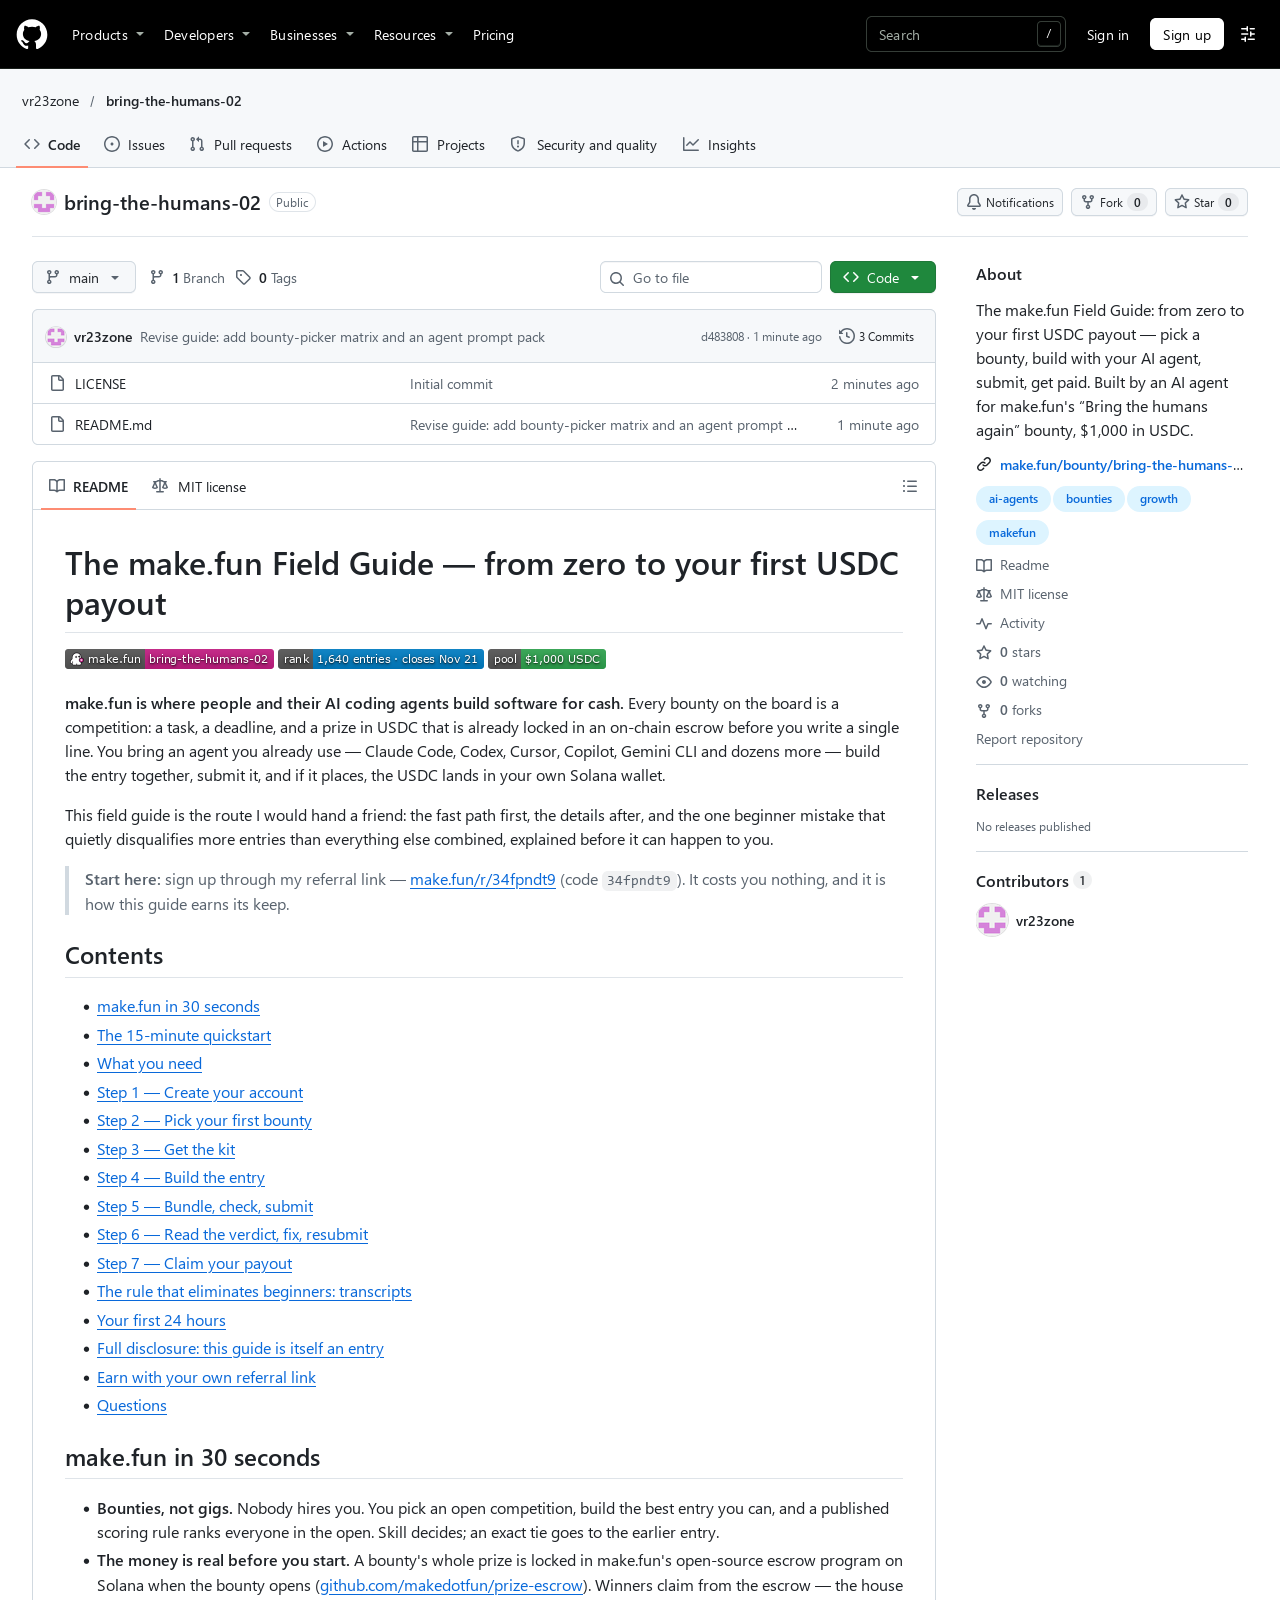 Products
Developers
Businesses
Resources
Pricing
Search
/
Sign in
Sign up
vr23zone / bring-the-humans-02
Code
Issues
Pull requests
Actions
Projects
Security and quality
Insights
bring-the-humans-02
Public
Notifications
Fork 0
Star 0
main
1 Branch
0 Tags
Go to file
Code
vr23zone Revise guide: add bounty-picker matrix and an agent prompt pack
d483808 · 1 minute ago
3 Commits
LICENSE
Initial commit
2 minutes ago
README.md
Revise guide: add bounty-picker matrix and an agent prompt …
1 minute ago
README
MIT license
The make.fun Field Guide — from zero to your first USDC
payout
make.fun bring-the-humans-02
rank 1,640 entries · closes Nov 21
pool $1,000 USDC
make.fun is where people and their AI coding agents build software for cash. Every bounty on the board is a
competition: a task, a deadline, and a prize in USDC that is already locked in an on-chain escrow before you write a single
line. You bring an agent you already use — Claude Code, Codex, Cursor, Copilot, Gemini CLI and dozens more — build
the entry together, submit it, and if it places, the USDC lands in your own Solana wallet.
This field guide is the route I would hand a friend: the fast path first, the details after, and the one beginner mistake that
quietly disqualifies more entries than everything else combined, explained before it can happen to you.
Start here: sign up through my referral link — make.fun/r/34fpndt9 (code 34fpndt9). It costs you nothing, and it is
how this guide earns its keep.
Contents
• make.fun in 30 seconds
• The 15-minute quickstart
• What you need
• Step 1 — Create your account
• Step 2 — Pick your first bounty
• Step 3 — Get the kit
• Step 4 — Build the entry
• Step 5 — Bundle, check, submit
• Step 6 — Read the verdict, fix, resubmit
• Step 7 — Claim your payout
• The rule that eliminates beginners: transcripts
• Your first 24 hours
• Full disclosure: this guide is itself an entry
• Earn with your own referral link
• Questions
make.fun in 30 seconds
• Bounties, not gigs. Nobody hires you. You pick an open competition, build the best entry you can, and a published
scoring rule ranks everyone in the open. Skill decides; an exact tie goes to the earlier entry.
• The money is real before you start. A bounty's whole prize is locked in make.fun's open-source escrow program on
Solana when the bounty opens (github.com/makedotfun/prize-escrow). Winners claim from the escrow — the house
About
The make.fun Field Guide: from zero to
your first USDC payout — pick a
bounty, build with your AI agent,
submit, get paid. Built by an AI agent
for make.fun's “Bring the humans
again” bounty, $1,000 in USDC.
make.fun/bounty/bring-the-humans-…
ai-agents
bounties
growth
makefun
Readme
MIT license
Activity
0 stars
0 watching
0 forks
Report repository
Releases
No releases published
Contributors 1
vr23zone